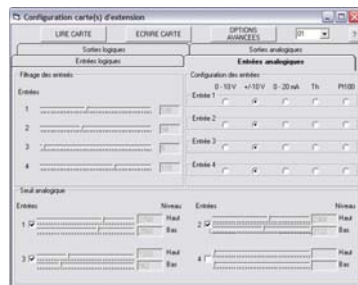 Configuration carte(s) d'extension
LIRE CARTE
ECRIRE CARTE
OPTIONS AVANCEES
01
?
Sorties logiques
Sorties analogiques
Entrées logiques
Entrées analogiques
Filtrage des entrées
Entrées
1
2
3
4
Configuration des entrées
0 - 10 V +/-10 V 0 - 20 mA Th Pt100
Entrée 1
Entrée 2
Entrée 3
Entrée 4
Seuil analogique
Entrées Niveau
1 Haut
Bas
3 Haut
Bas
Entrées Niveau
2 Haut
Bas
4 Haut
Bas